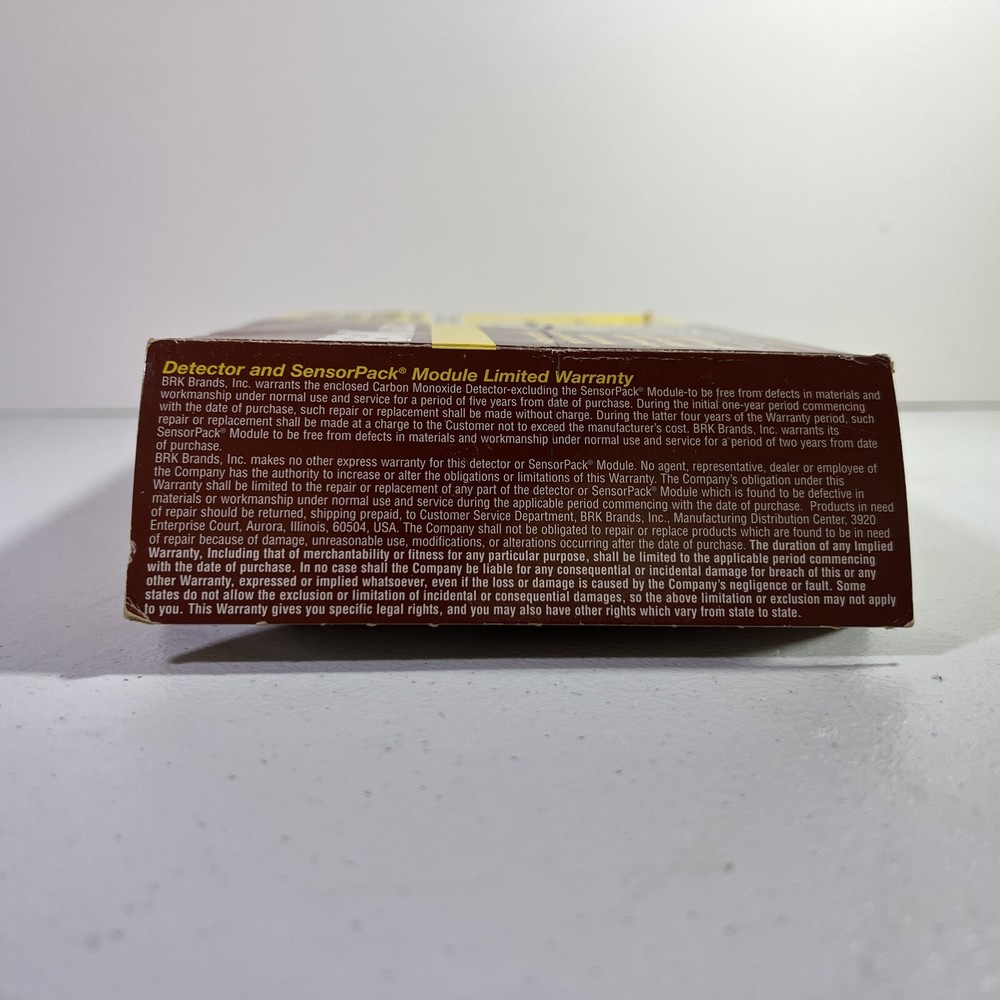 Detector and SensorPack® Module Limited Warranty
BRK Brands, Inc. warrants the enclosed Carbon Monoxide Detector-excluding the SensorPack® Module-to be free from defects in materials and
workmanship under normal use and service for a period of five years from date of purchase. During the initial one-year period commencing
with the date of purchase, such repair or replacement shall be made without charge. During the latter four years of the Warranty period, such
repair or replacement shall be made at a charge to the Customer not to exceed the manufacturer's cost. BRK Brands, Inc. warrants its
SensorPack® Module to be free from defects in materials and workmanship under normal use and service for a period of two years from date
of purchase.
BRK Brands, Inc. makes no other express warranty for this detector or SensorPack® Module. No agent, representative, dealer or employee of
the Company has the authority to increase or alter the obligations or limitations of this Warranty. The Company's obligation under this
Warranty shall be limited to the repair or replacement of any part of the detector or SensorPack® Module which is found to be defective in
materials or workmanship under normal use and service during the applicable period commencing with the date of purchase. Products in need
of repair should be returned, shipping prepaid, to Customer Service Department, BRK Brands, Inc., Manufacturing Distribution Center, 3920
Enterprise Court, Aurora, Illinois, 60504, USA. The Company shall not be obligated to repair or replace products which are found to be in need
of repair because of damage, unreasonable use, modifications, or alterations occurring after the date of purchase. The duration of any Implied
Warranty, Including that of merchantability or fitness for any particular purpose, shall be limited to the applicable period commencing
with the date of purchase. In no case shall the Company be liable for any consequential or incidental damage for breach of this or any
other Warranty, expressed or implied whatsoever, even if the loss or damage is caused by the Company's negligence or fault. Some
states do not allow the exclusion or limitation of incidental or consequential damages, so the above limitation or exclusion may not apply
to you. This Warranty gives you specific legal rights, and you may also have other rights which vary from state to state.